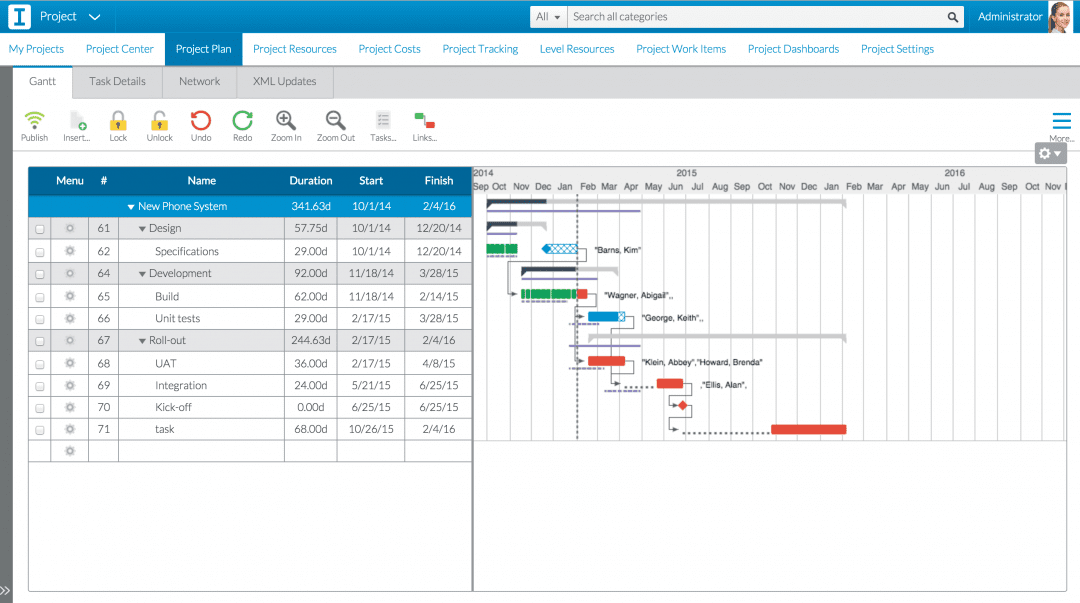 I Project All Search all categories Administrator
My Projects Project Center Project Plan Project Resources Project Costs Project Tracking Level Resources Project Work Items Project Dashboards Project Settings
Gantt Task Details Network XML Updates
Publish Insert... Lock Unlock Undo Redo Zoom In Zoom Out Tasks... Links... More...
Menu # Name Duration Start Finish
2014 2015 2016
Sep Oct Nov Dec Jan Feb Mar Apr May Jun Jul Aug Sep Oct Nov Dec Jan Feb Mar Apr May Jun Jul Aug Sep Oct Nov
New Phone System 341.63d 10/1/14 2/4/16
61 Design 57.75d 10/1/14 12/20/14
62 Specifications 29.00d 10/1/14 12/20/14 "Barns, Kim"
64 Development 92.00d 11/18/14 3/28/15
65 Build 62.00d 11/18/14 2/14/15 "Wagner, Abigail",,
66 Unit tests 29.00d 2/17/15 3/28/15 "George, Keith",,
67 Roll-out 244.63d 2/17/15 2/4/16
68 UAT 36.00d 2/17/15 4/8/15 "Klein, Abbey","Howard, Brenda"
69 Integration 24.00d 5/21/15 6/25/15 ,"Ellis, Alan",
70 Kick-off 0.00d 6/25/15 6/25/15
71 task 68.00d 10/26/15 2/4/16